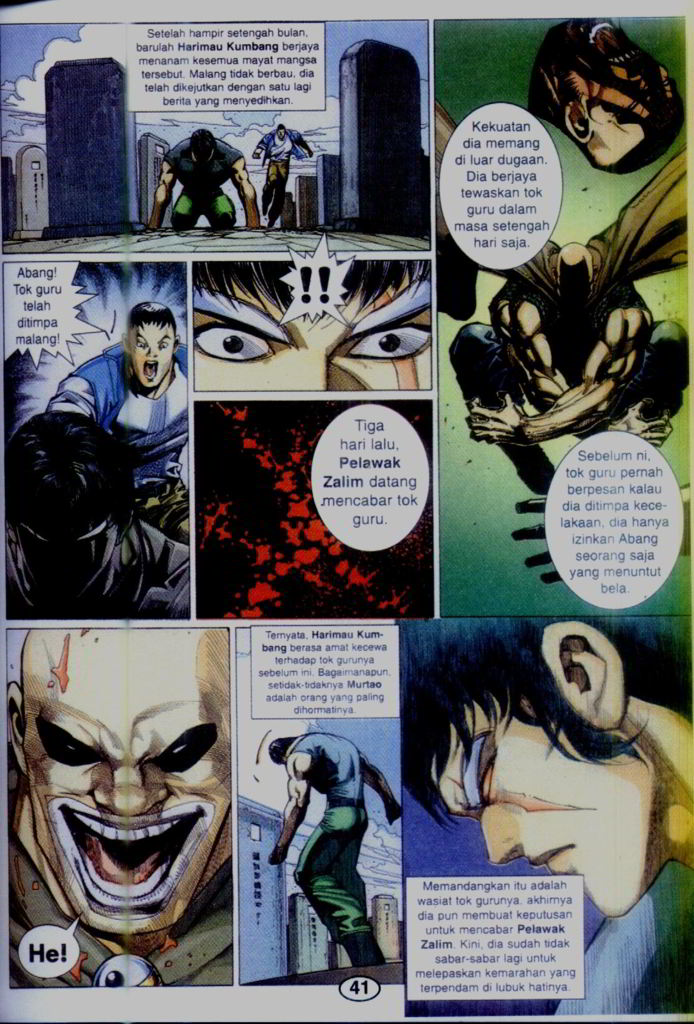 Setelah hampir setengah bulan,
barulah Harimau Kumbang berjaya
menanam kesemua mayat mangsa
tersebut. Malang tidak berbau, dia
telah dikejutkan dengan satu lagi
berita yang menyedihkan.
Abang!
Tok guru
telah
ditimpa
malang!
!!
Tiga
hari lalu,
Pelawak
Zalim datang
mencabar tok
guru.
Kekuatan
dia memang
di luar dugaan.
Dia berjaya
tewaskan tok
guru dalam
masa setengah
hari saja.
Sebelum ni,
tok guru pernah
berpesan kalau
dia ditimpa kece-
lakaan, dia hanya
izinkan Abang
seorang saja
yang menuntut
bela.
He!
Ternyata, Harimau Kum-
bang berasa amat kecewa
terhadap tok gurunya
sebelum ini. Bagaimanapun,
setidak-tidaknya Murtao
adalah orang yang paling
dihormatinya.
Memandangkan itu adalah
wasiat tok gurunya, akhirnya
dia pun membuat keputusan
untuk mencabar Pelawak
Zalim. Kini, dia sudah tidak
sabar-sabar lagi untuk
melepaskan kemarahan yang
terpendam di lubuk hatinya.
41